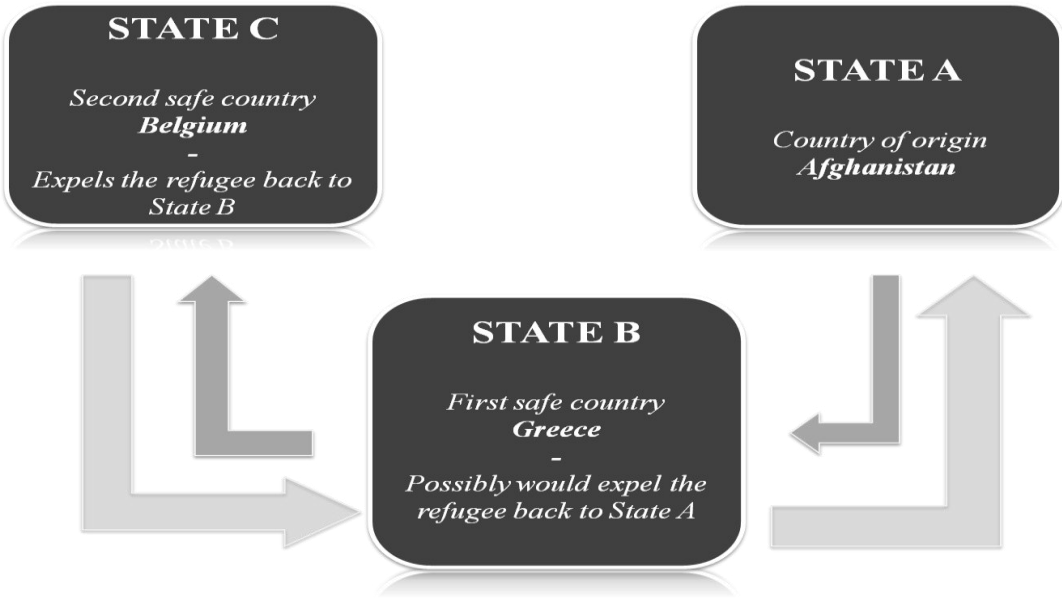 STATE C
Second safe country
Belgium
-
Expels the refugee back to
State B
STATE A
Country of origin
Afghanistan
STATE B
First safe country
Greece
-
Possibly would expel the
refugee back to State A